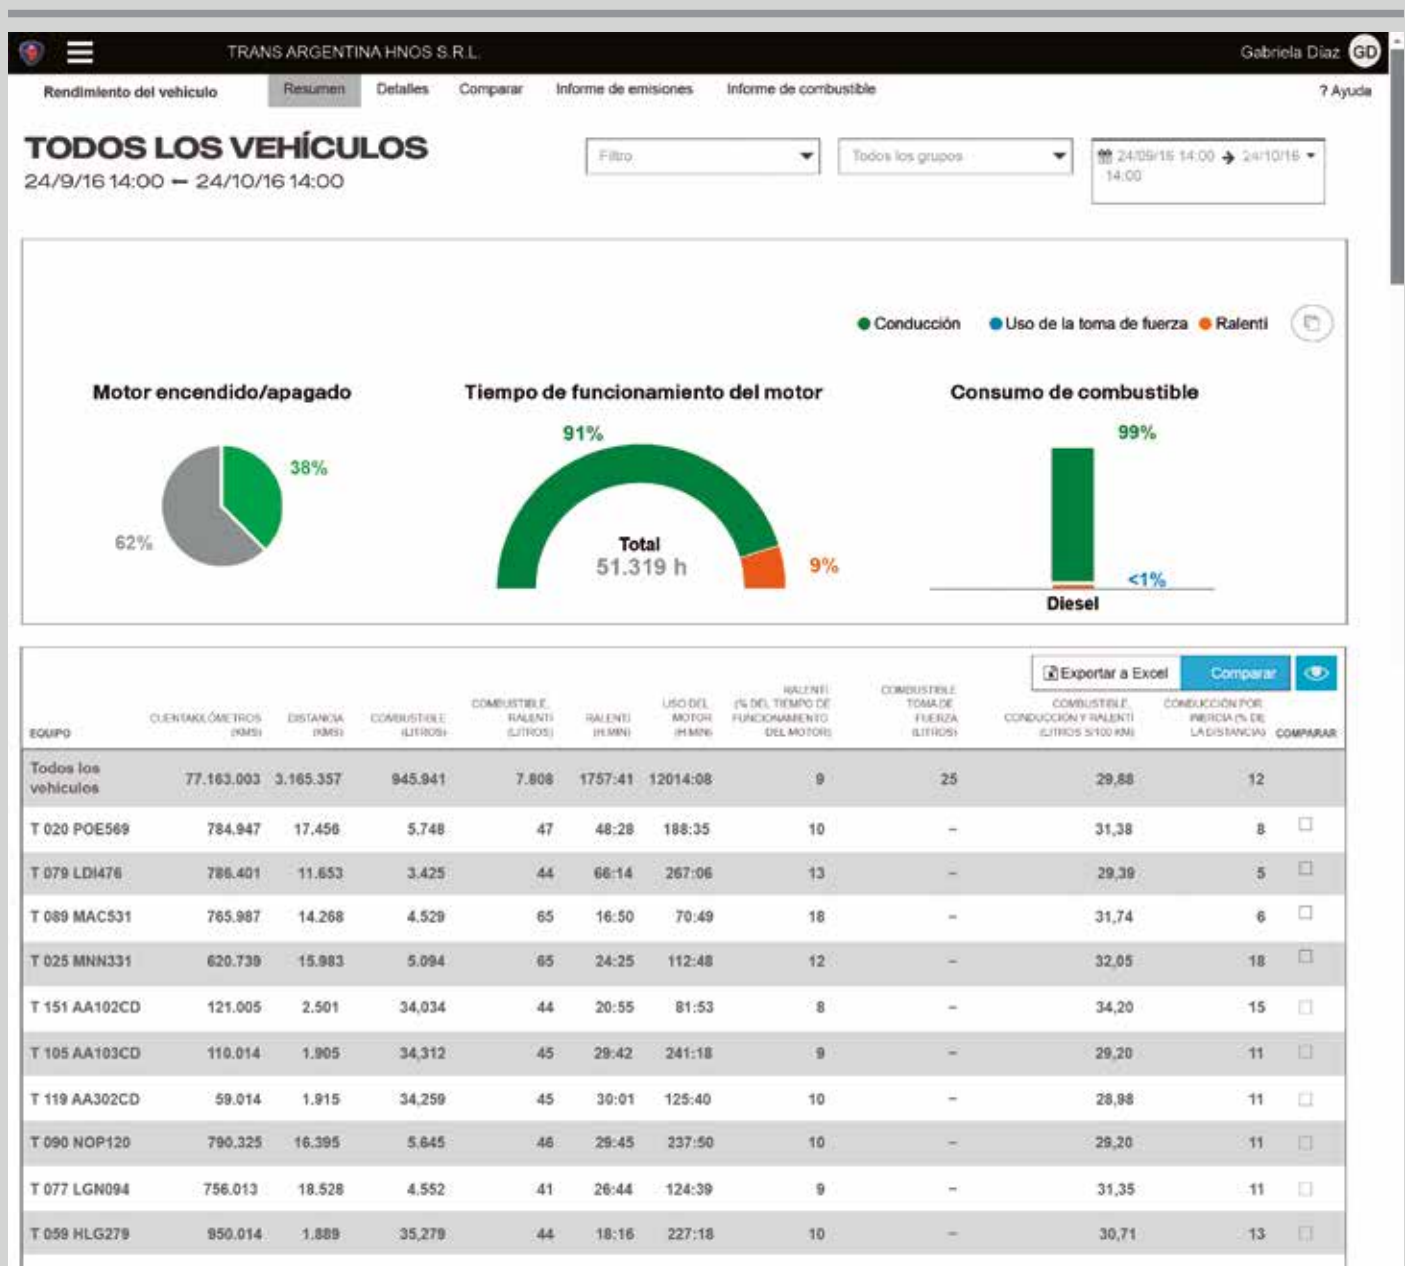 TRANS ARGENTINA HNOS S.R.L.
Gabriela Díaz GD
Rendimiento del vehículo Resumen Detalles Comparar Informe de emisiones Informe de combustible ? Ayuda
TODOS LOS VEHÍCULOS
24/9/16 14:00 – 24/10/16 14:00
Filtro
Todos los grupos
24/09/16 14:00 → 24/10/16
14:00
Conducción Uso de la toma de fuerza Ralenti
Motor encendido/apagado
38%
62%
Tiempo de funcionamiento del motor
91%
Total
51.319 h
9%
Consumo de combustible
99%
<1%
Diesel
Exportar a Excel Comparar
EQUIPO
CUENTAKILÓMETROS
(KMS)
DISTANCIA
(KMS)
COMBUSTIBLE
(LITROS)
COMBUSTIBLE,
RALENTI
(LITROS)
RALENTI
(H:MIN)
USO DEL
MOTOR
(H:MIN)
RALENTI
(% DEL TIEMPO DE
FUNCIONAMIENTO
DEL MOTOR)
COMBUSTIBLE
TOMA DE
FUERZA
(LITROS)
COMBUSTIBLE,
CONDUCCIÓN Y RALENTI
(LITROS S/100 KM)
CONDUCCIÓN POR
INERCIA (% DE
LA DISTANCIA)
COMPARAR
Todos los vehículos 77.163.003 3.165.357 945.941 7.808 1757:41 12014:08 9 25 29,88 12
T 020 POE569 784.947 17.456 5.748 47 48:28 188:35 10 – 31,38 8
T 079 LDI476 786.401 11.653 3.425 44 66:14 267:06 13 – 29,39 5
T 089 MAC531 765.987 14.268 4.529 65 16:50 70:49 18 – 31,74 6
T 025 MNN331 620.739 15.983 5.094 65 24:25 112:48 12 – 32,05 18
T 151 AA102CD 121.005 2.501 34,034 44 20:55 81:53 8 – 34,20 15
T 105 AA103CD 110.014 1.905 34,312 45 29:42 241:18 9 – 29,20 11
T 119 AA302CD 59.014 1.915 34,259 45 30:01 125:40 10 – 28,98 11
T 090 NOP120 790.325 16.395 5.645 46 29:45 237:50 10 – 29,20 11
T 077 LGN094 756.013 18.528 4.552 41 26:44 124:39 9 – 31,35 11
T 059 HLG279 950.014 1.889 35,279 44 18:16 227:18 10 – 30,71 13